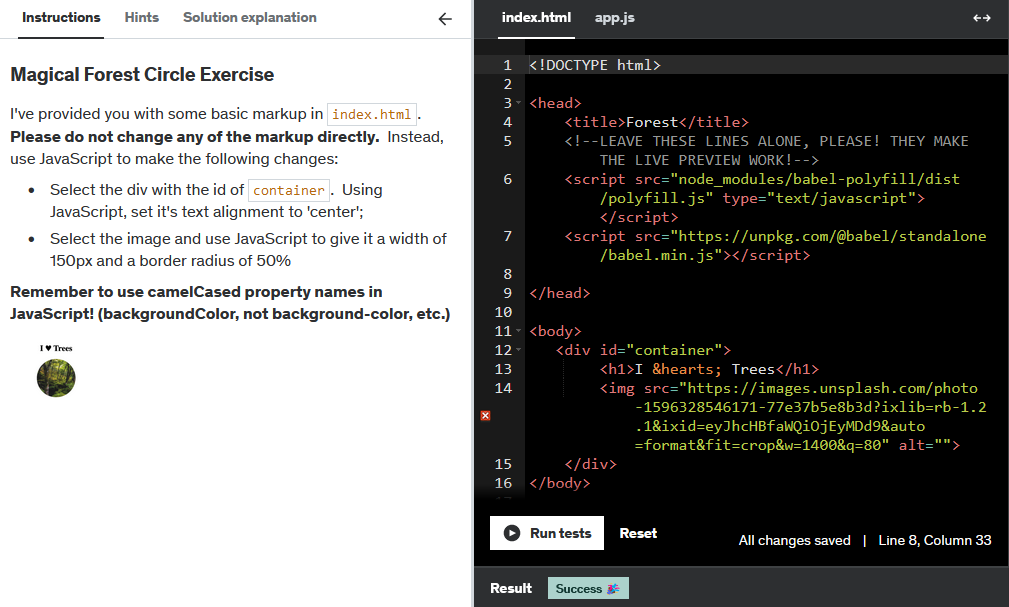 Instructions Hints Solution explanation
Magical Forest Circle Exercise
I've provided you with some basic markup in index.html.
Please do not change any of the markup directly. Instead,
use JavaScript to make the following changes:
Select the div with the id of container. Using
JavaScript, set it's text alignment to 'center';
Select the image and use JavaScript to give it a width of
150px and a border radius of 50%
Remember to use camelCased property names in
JavaScript! (backgroundColor, not background-color, etc.)
I ♥ Trees
index.html app.js
1 <!DOCTYPE html>
2
3 <head>
4 <title>Forest</title>
5 <!--LEAVE THESE LINES ALONE, PLEASE! THEY MAKE
THE LIVE PREVIEW WORK!-->
6 <script src="node_modules/babel-polyfill/dist
/polyfill.js" type="text/javascript">
</script>
7 <script src="https://unpkg.com/@babel/standalone
/babel.min.js"></script>
8
9 </head>
10
11 <body>
12 <div id="container">
13 <h1>I &hearts; Trees</h1>
14 <img src="https://images.unsplash.com/photo
-1596328546171-77e37b5e8b3d?ixlib=rb-1.2
.1&ixid=eyJhcHBfaWQiOjEyMDd9&auto
=format&fit=crop&w=1400&q=80" alt="">
15 </div>
16 </body>
Run tests Reset
All changes saved | Line 8, Column 33
Result Success